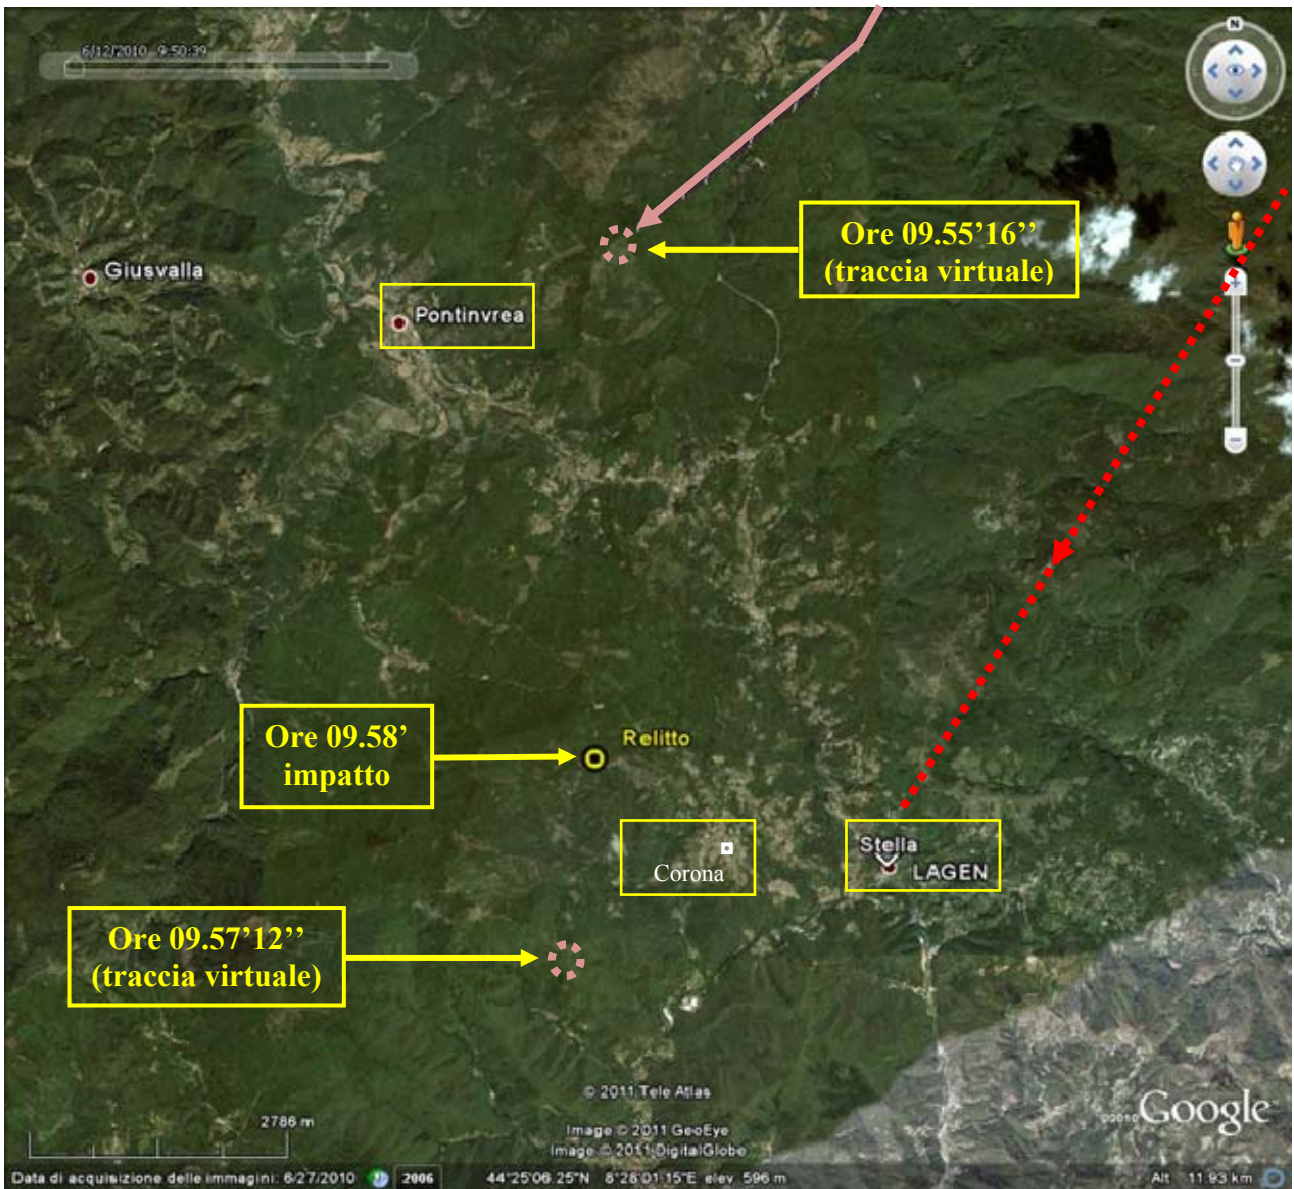 6/12/2010 9:50:39
N
Ore 09.55’16’’
(traccia virtuale)
Giusvalla
Pontinvrea
Ore 09.58’
impatto
Relitto
Corona
Stella
LAGEN
Ore 09.57’12’’
(traccia virtuale)
© 2011 Tele Atlas
Image © 2011 GeoEye
Image © 2011 DigitalGlobe
©2010 Google
2786 m
Data di acquisizione delle immagini: 6/27/2010 2006 44°25'06.25"N 8°28'01.15"E elev 596 m Alt 11.93 km